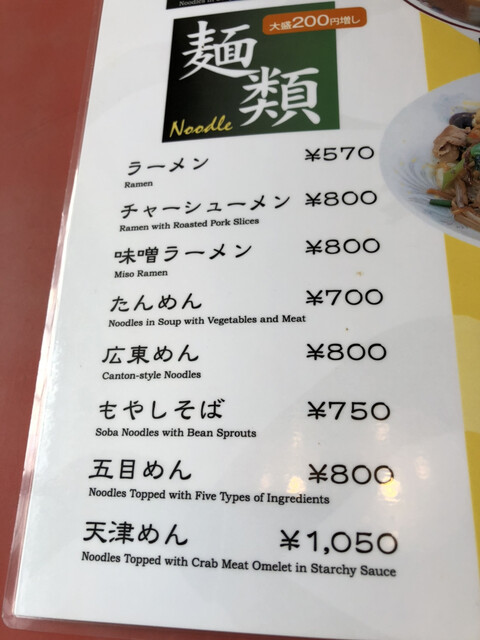 大盛200円増し
麺類
Noodle
ラーメン ¥570
Ramen
チャーシューメン ¥800
Ramen with Roasted Pork Slices
味噌ラーメン ¥800
Miso Ramen
たんめん ¥700
Noodles in Soup with Vegetables and Meat
広東めん ¥800
Canton-style Noodles
もやしそば ¥750
Soba Noodles with Bean Sprouts
五目めん ¥800
Noodles Topped with Five Types of Ingredients
天津めん ¥1,050
Noodles Topped with Crab Meat Omelet in Starchy Sauce